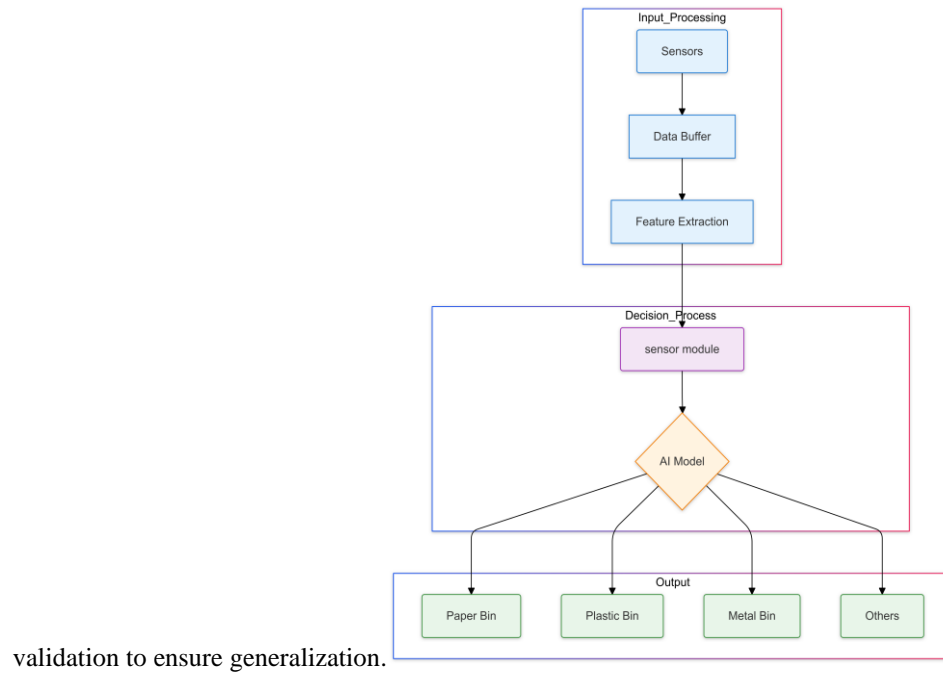 Input_Processing
Sensors
Data Buffer
Feature Extraction
Decision_Process
sensor module
AI Model
Output
Paper Bin
Plastic Bin
Metal Bin
Others
validation to ensure generalization.